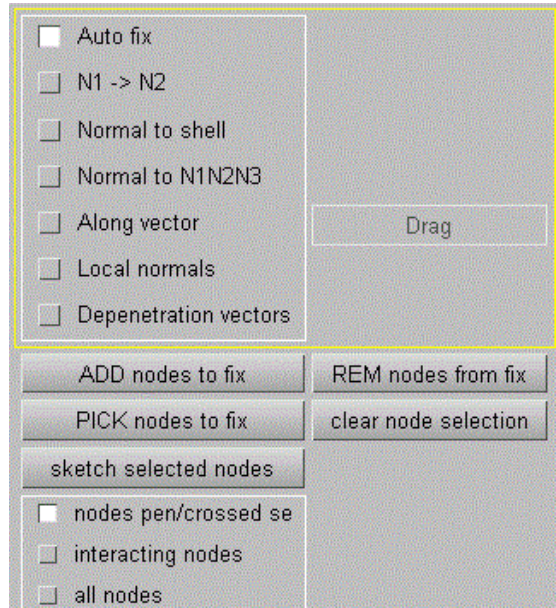 Auto fix
N1 -> N2
Normal to shell
Normal to N1N2N3
Along vector
Drag
Local normals
Depenetration vectors
ADD nodes to fix
REM nodes from fix
PICK nodes to fix
clear node selection
sketch selected nodes
nodes pen/crossed se
interacting nodes
all nodes